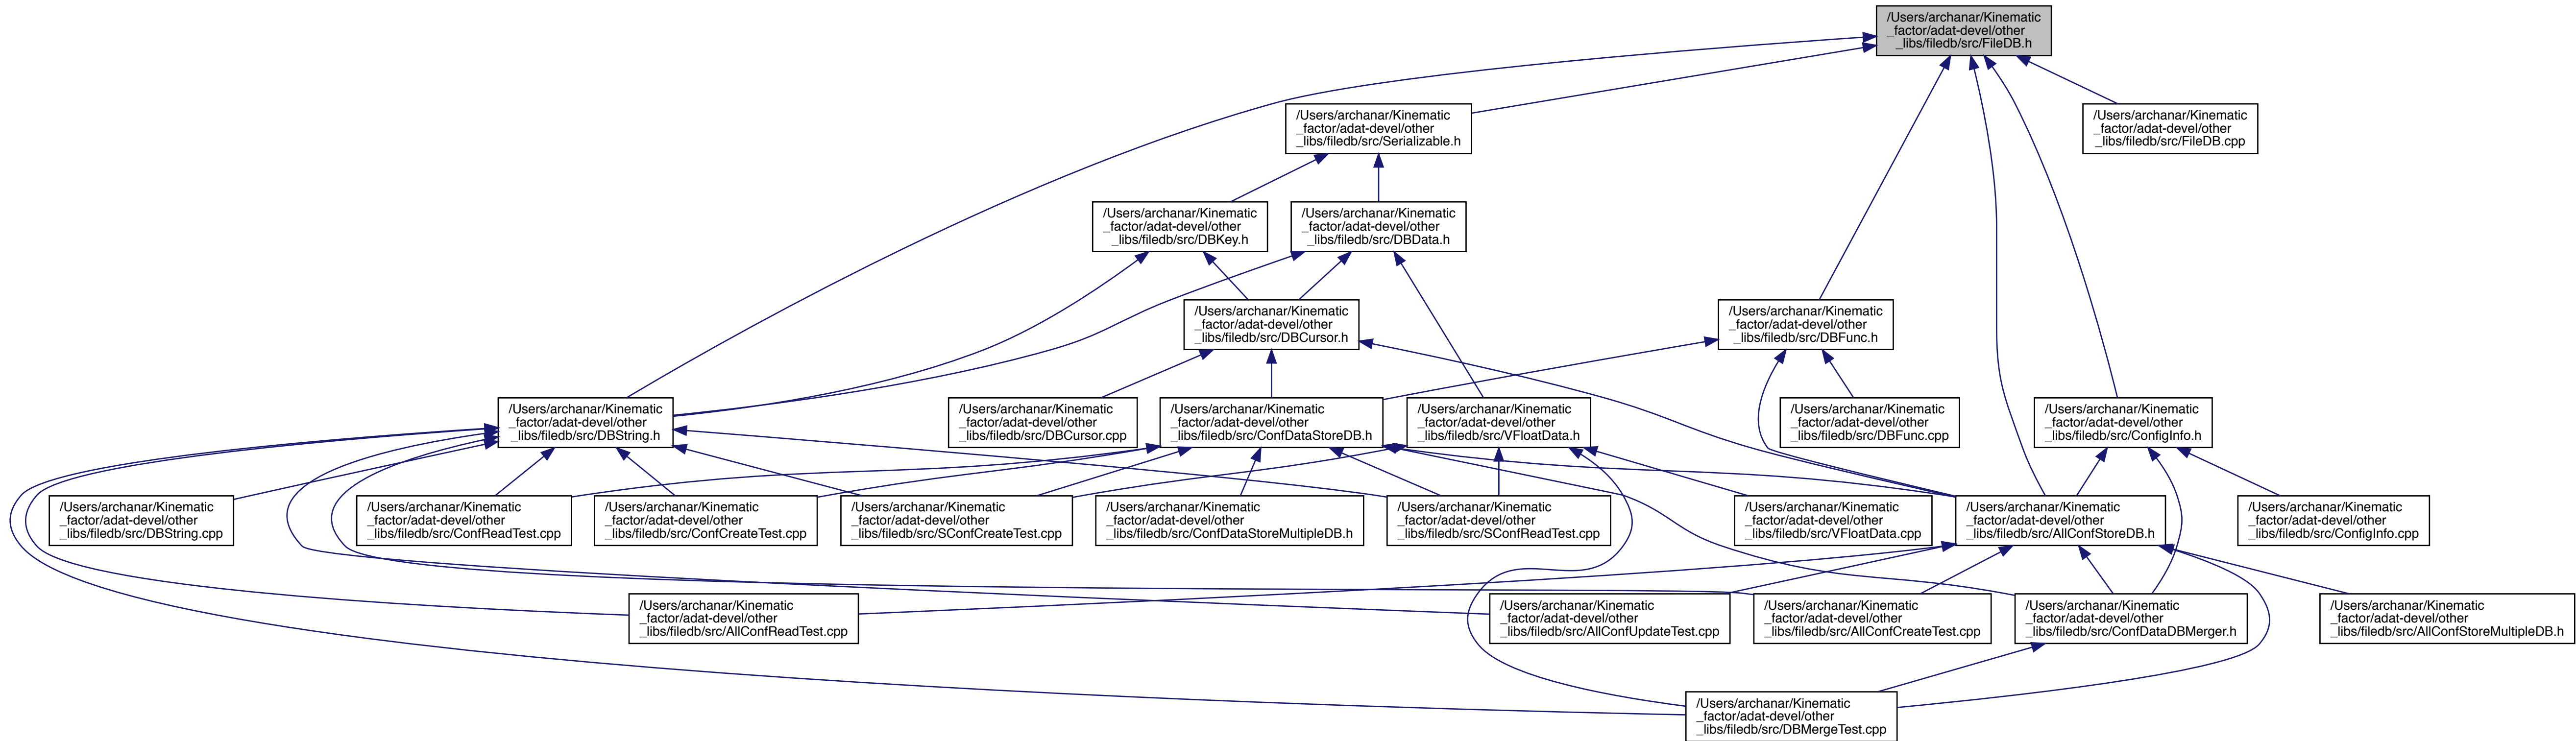 /Users/archanar/Kinematic
_factor/adat-devel/other
_libs/filedb/src/FileDB.h
/Users/archanar/Kinematic
_factor/adat-devel/other
_libs/filedb/src/Serializable.h
/Users/archanar/Kinematic
_factor/adat-devel/other
_libs/filedb/src/FileDB.cpp
/Users/archanar/Kinematic
_factor/adat-devel/other
_libs/filedb/src/DBKey.h
/Users/archanar/Kinematic
_factor/adat-devel/other
_libs/filedb/src/DBData.h
/Users/archanar/Kinematic
_factor/adat-devel/other
_libs/filedb/src/DBCursor.h
/Users/archanar/Kinematic
_factor/adat-devel/other
_libs/filedb/src/DBFunc.h
/Users/archanar/Kinematic
_factor/adat-devel/other
_libs/filedb/src/DBString.h
/Users/archanar/Kinematic
_factor/adat-devel/other
_libs/filedb/src/DBCursor.cpp
/Users/archanar/Kinematic
_factor/adat-devel/other
_libs/filedb/src/ConfDataStoreDB.h
/Users/archanar/Kinematic
_factor/adat-devel/other
_libs/filedb/src/VFloatData.h
/Users/archanar/Kinematic
_factor/adat-devel/other
_libs/filedb/src/DBFunc.cpp
/Users/archanar/Kinematic
_factor/adat-devel/other
_libs/filedb/src/ConfigInfo.h
/Users/archanar/Kinematic
_factor/adat-devel/other
_libs/filedb/src/DBString.cpp
/Users/archanar/Kinematic
_factor/adat-devel/other
_libs/filedb/src/ConfReadTest.cpp
/Users/archanar/Kinematic
_factor/adat-devel/other
_libs/filedb/src/ConfCreateTest.cpp
/Users/archanar/Kinematic
_factor/adat-devel/other
_libs/filedb/src/SConfCreateTest.cpp
/Users/archanar/Kinematic
_factor/adat-devel/other
_libs/filedb/src/ConfDataStoreMultipleDB.h
/Users/archanar/Kinematic
_factor/adat-devel/other
_libs/filedb/src/SConfReadTest.cpp
/Users/archanar/Kinematic
_factor/adat-devel/other
_libs/filedb/src/VFloatData.cpp
/Users/archanar/Kinematic
_factor/adat-devel/other
_libs/filedb/src/AllConfStoreDB.h
/Users/archanar/Kinematic
_factor/adat-devel/other
_libs/filedb/src/ConfigInfo.cpp
/Users/archanar/Kinematic
_factor/adat-devel/other
_libs/filedb/src/AllConfReadTest.cpp
/Users/archanar/Kinematic
_factor/adat-devel/other
_libs/filedb/src/AllConfUpdateTest.cpp
/Users/archanar/Kinematic
_factor/adat-devel/other
_libs/filedb/src/AllConfCreateTest.cpp
/Users/archanar/Kinematic
_factor/adat-devel/other
_libs/filedb/src/ConfDataDBMerger.h
/Users/archanar/Kinematic
_factor/adat-devel/other
_libs/filedb/src/AllConfStoreMultipleDB.h
/Users/archanar/Kinematic
_factor/adat-devel/other
_libs/filedb/src/DBMergeTest.cpp